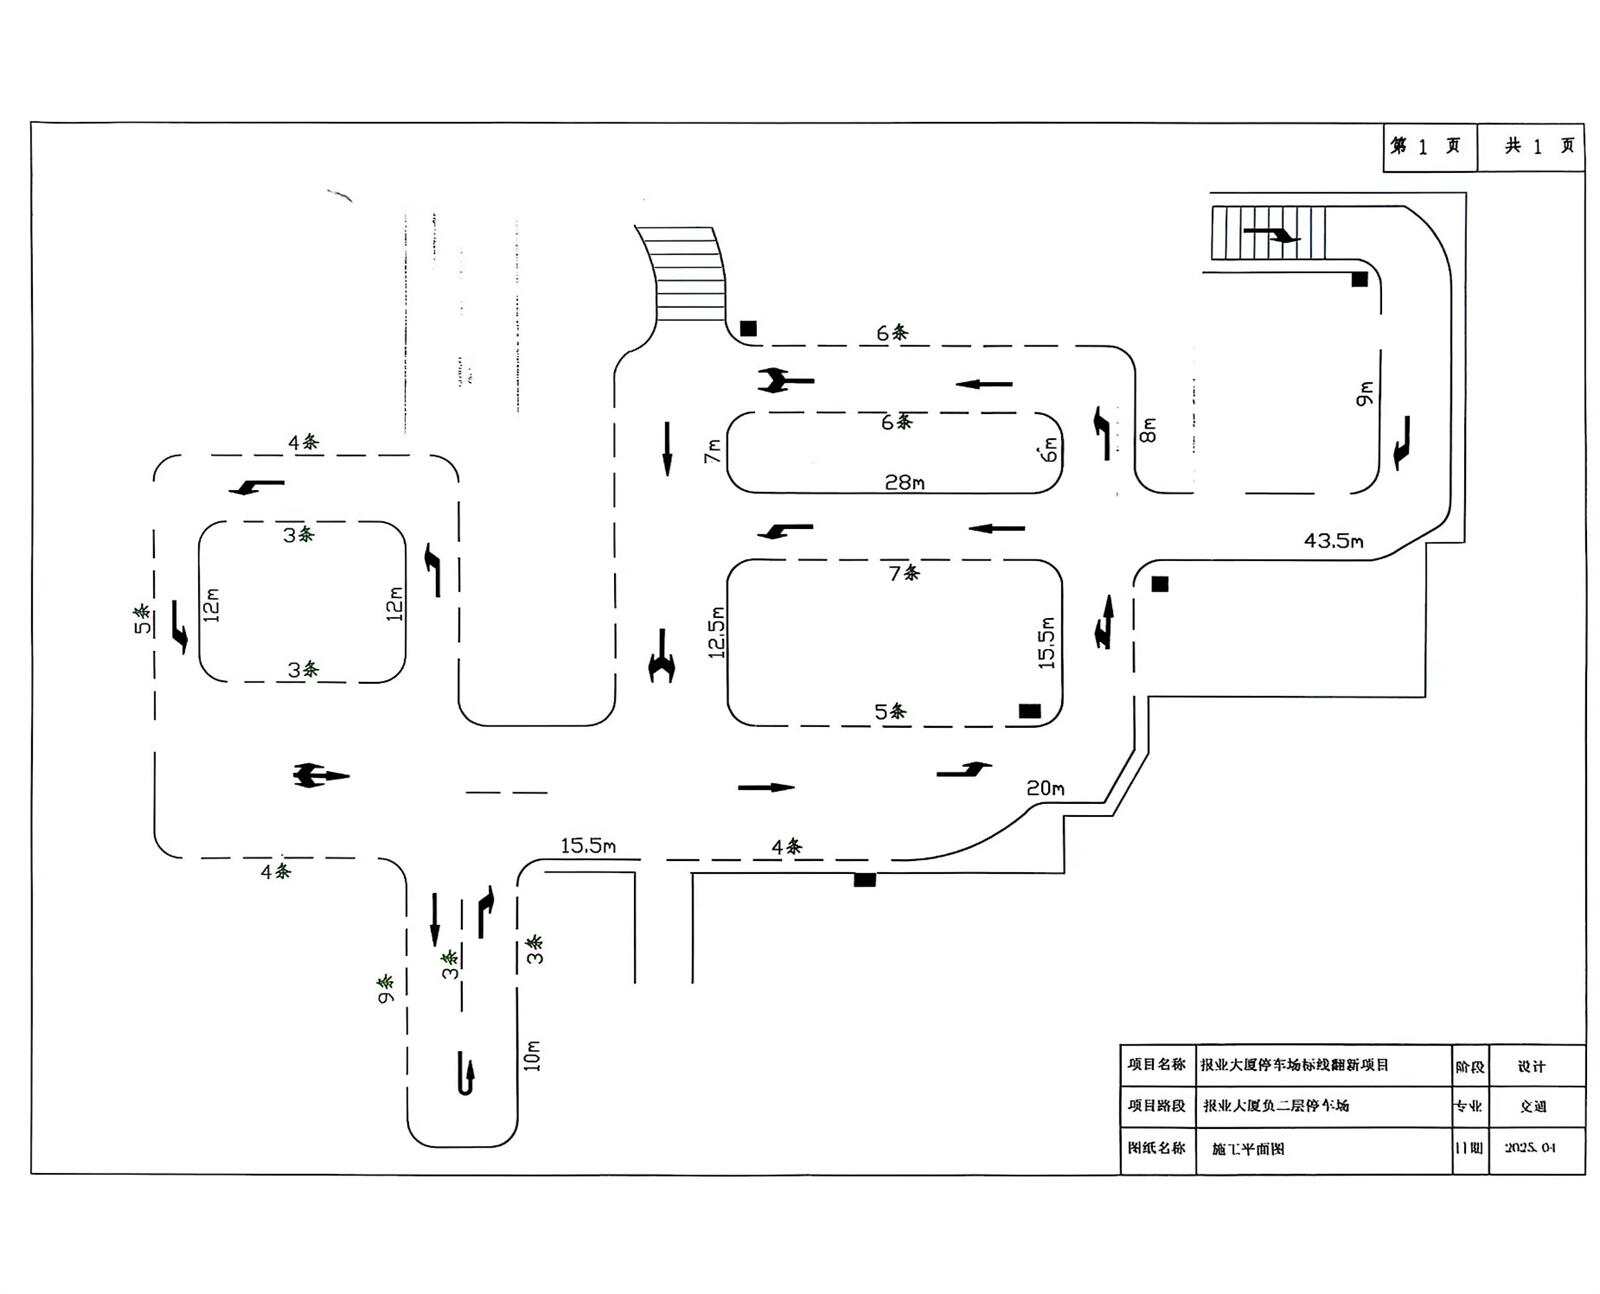 第 1 页 共 1 页
6条
6条
7m
6m
8m
9m
28m
43.5m
4条
3条
12m
12m
5条
3条
7条
12.5m
15.5m
5条
20m
15.5m
4条
4条
3条
3条
9条
10m
项目名称 报业大厦停车场标线翻新项目 阶段 设计
项目路段 报业大厦负二层停车场 专业 交通
图纸名称 施工平面图 日期 2025.04